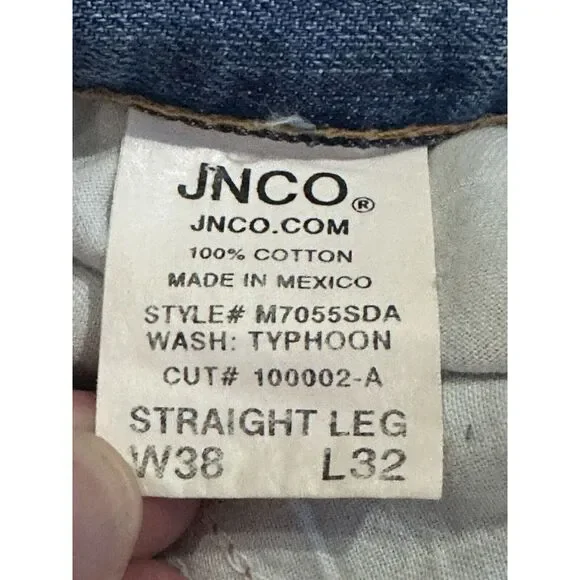 JNCO®
JNCO.COM
100% COTTON
MADE IN MEXICO
STYLE# M7055SDA
WASH: TYPHOON
CUT# 100002-A
STRAIGHT LEG
W38 L32